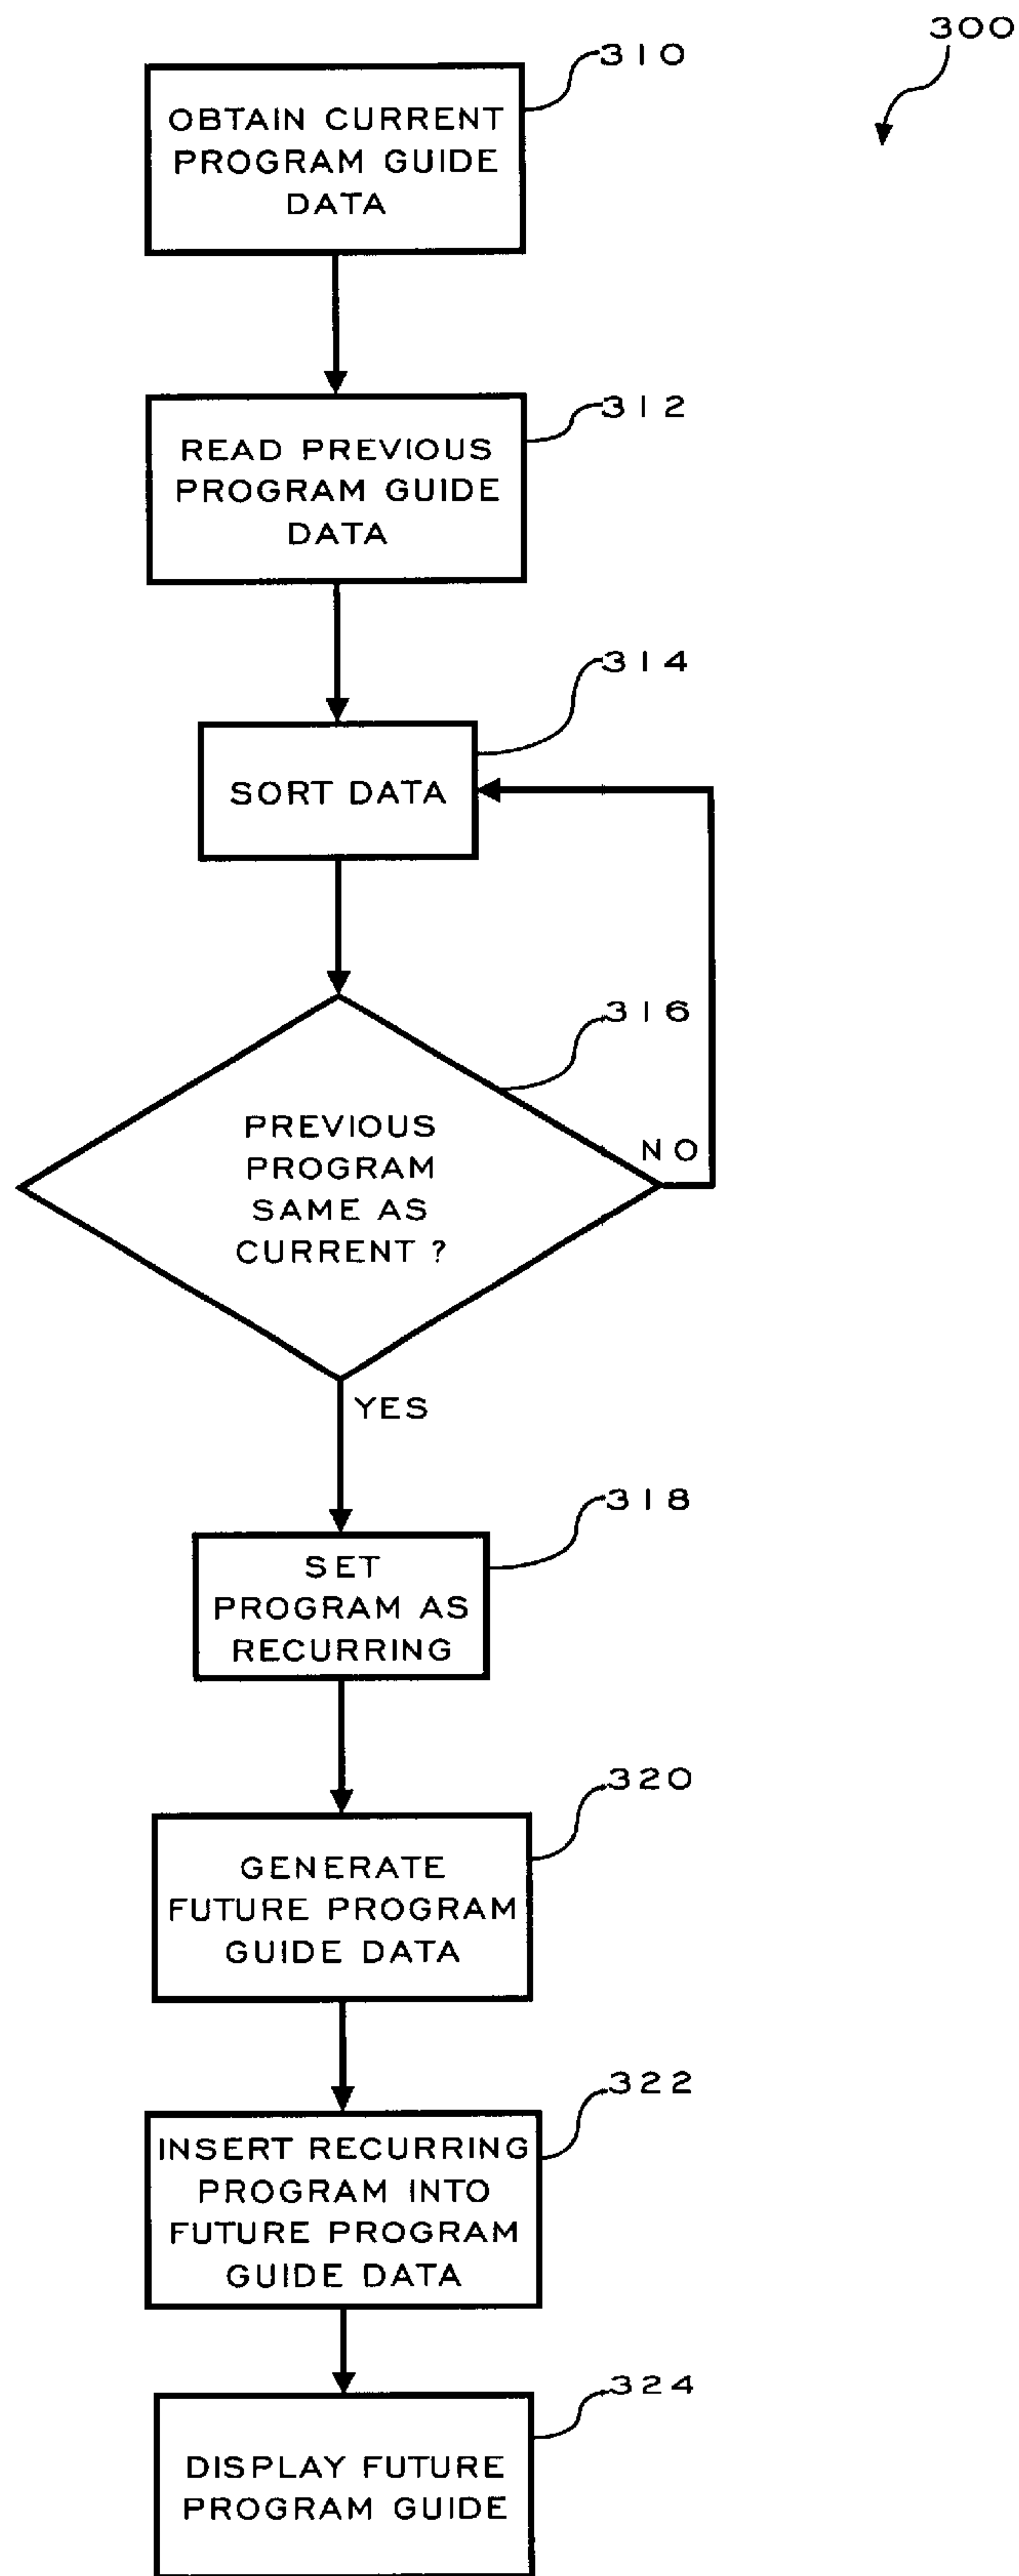 300
310
OBTAIN CURRENT
PROGRAM GUIDE
DATA
312
READ PREVIOUS
PROGRAM GUIDE
DATA
314
SORT DATA
316
PREVIOUS
PROGRAM
SAME AS
CURRENT ?
NO
YES
318
SET
PROGRAM AS
RECURRING
320
GENERATE
FUTURE PROGRAM
GUIDE DATA
322
INSERT RECURRING
PROGRAM INTO
FUTURE PROGRAM
GUIDE DATA
324
DISPLAY FUTURE
PROGRAM GUIDE